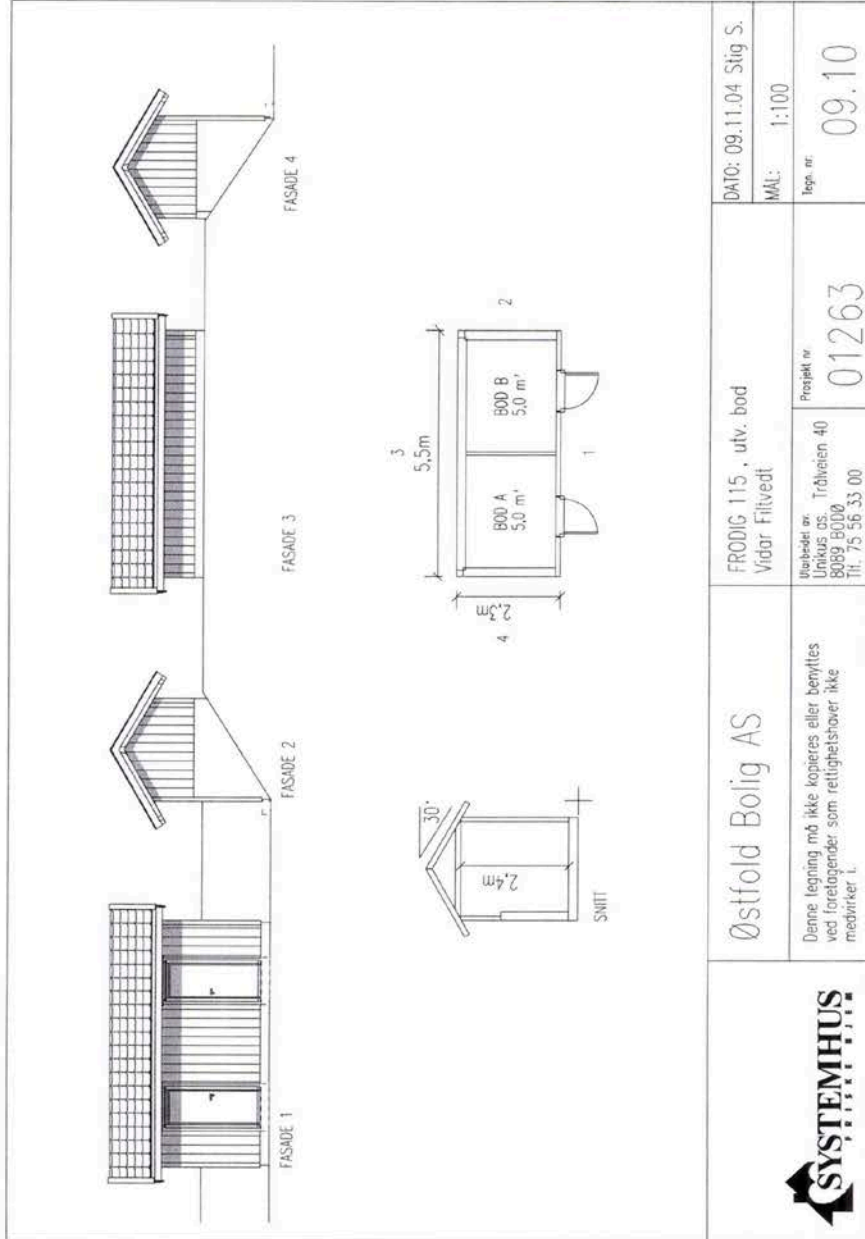 FASADE 1
FASADE 2
FASADE 3
FASADE 4
SNITT
30°
2,4m
3
5,5m
2,3m
4
BOD A
5.0 m²
BOD B
5.0 m²
2
1
SYSTEMHUS
FRISKE HJEM
Østfold Bolig AS
Denne tegning må ikke kopieres eller benyttes
ved foretagender som rettighetshaver ikke
medvirker i.
FRODIG 115 , utv. bod
Vidar Filtvedt
Utarbeidet av:
Unikus as. Trålveien 40
8089 BODØ
Tlf. 75 56 33 00
Prosjekt nr
01263
DATO: 09.11.04 Stig S.
MÅL: 1:100
Tegn. nr:
09.10